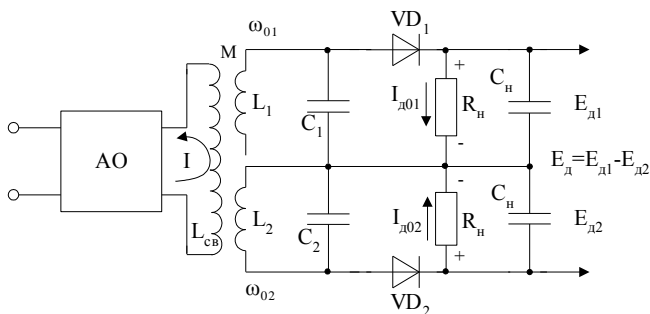 ω₀₁
VD₁
M
АО
I
L₁
C₁
Iд01
+
Rн
-
Cн
Eд1
Eд=Eд1-Eд2
Lсв
L₂
C₂
Iд02
-
Rн
+
Cн
Eд2
ω₀₂
VD₂